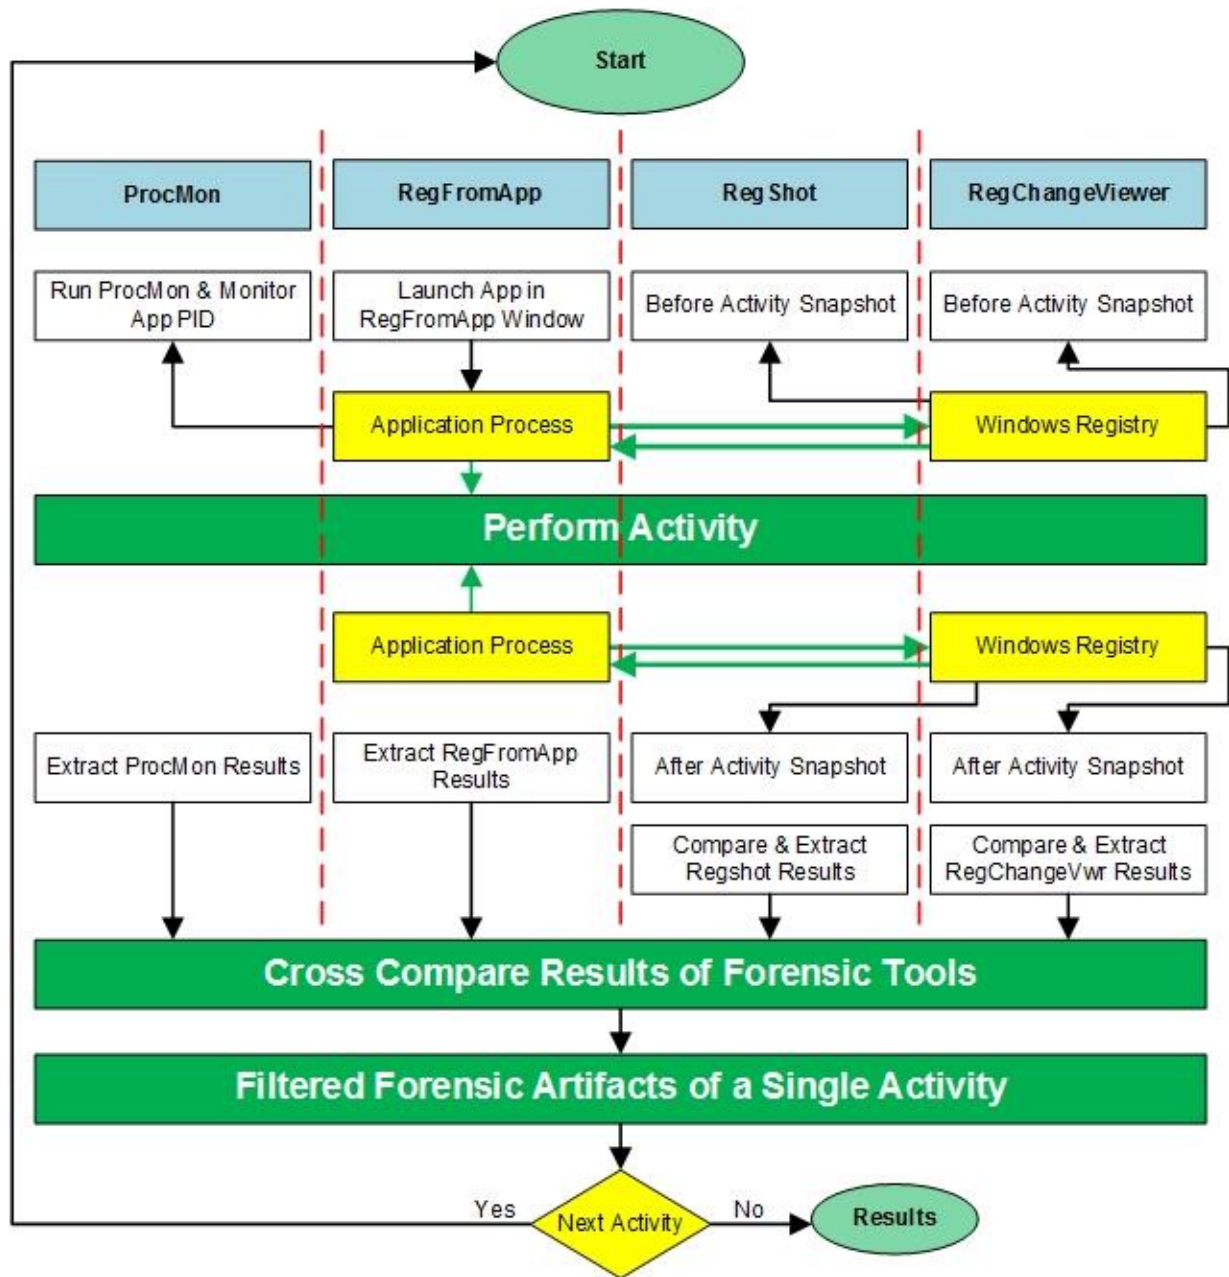 Start
ProcMon
RegFromApp
RegShot
RegChangeViewer
Run ProcMon & Monitor
App PID
Launch App in
RegFromApp Window
Before Activity Snapshot
Before Activity Snapshot
Application Process
Windows Registry
Perform Activity
Application Process
Windows Registry
Extract ProcMon Results
Extract RegFromApp
Results
After Activity Snapshot
After Activity Snapshot
Compare & Extract
Regshot Results
Compare & Extract
RegChangeVwr Results
Cross Compare Results of Forensic Tools
Filtered Forensic Artifacts of a Single Activity
Yes
Next Activity
No
Results